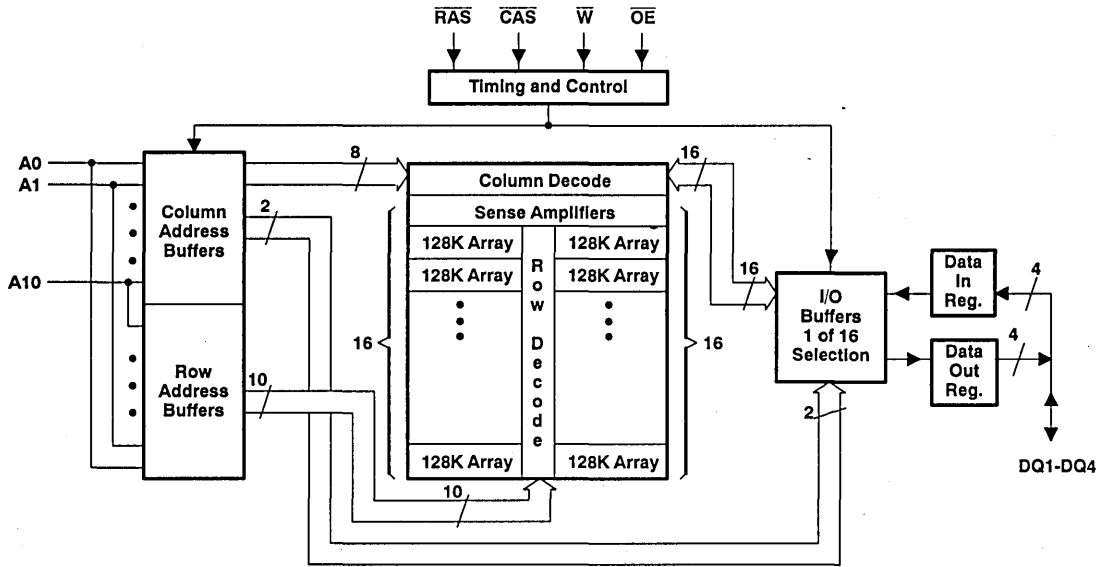 RAS CAS W OE
Timing and Control
A0
A1
A10
Column
Address
Buffers
Row
Address
Buffers
8
2
10
10
16
Column Decode
Sense Amplifiers
128K Array
128K Array
128K Array
128K Array
Row Decode
128K Array
128K Array
16
16
16
2
I/O
Buffers
1 of 16
Selection
Data
In
Reg.
4
Data
Out
Reg.
4
DQ1-DQ4